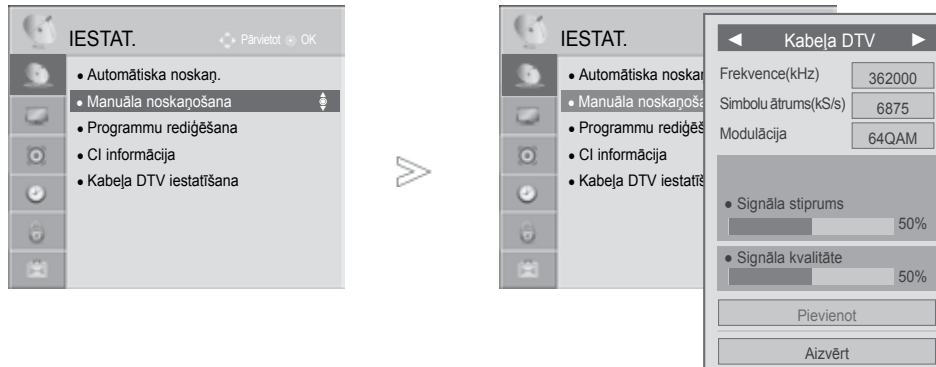 IESTAT. Pārvietot OK
• Automātiska noskaņ.
• Manuāla noskaņošana
• Programmu rediģēšana
• CI informācija
• Kabeļa DTV iestatīšana
>
IESTAT.
• Automātiska noskaņ
• Manuāla noskaņoša
• Programmu rediģēš
• CI informācija
• Kabeļa DTV iestatīš
◄ Kabeļa DTV ►
Frekvence(kHz) 362000
Simbolu ātrums(kS/s) 6875
Modulācija 64QAM
• Signāla stiprums
50%
• Signāla kvalitāte
50%
Pievienot
Aizvērt